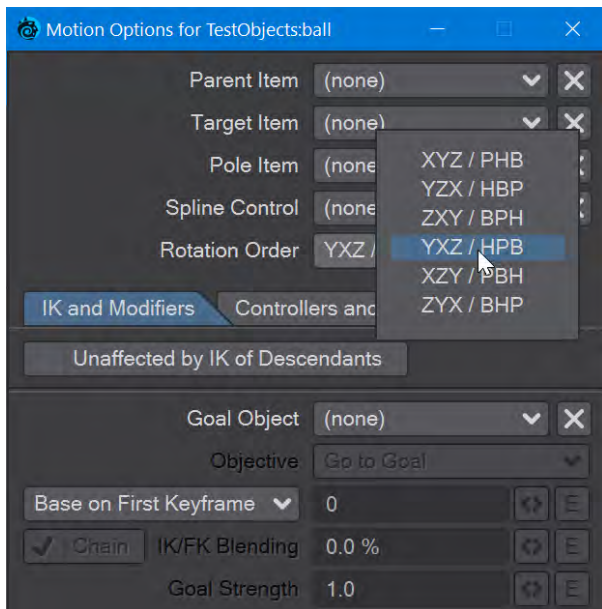 Motion Options for TestObjects:ball
Parent Item (none)
Target Item (none)
Pole Item (none
Spline Control (none
Rotation Order YXZ /
XYZ / PHB
YZX / HBP
ZXY / BPH
YXZ / HPB
XZY / PBH
ZYX / BHP
IK and Modifiers Controllers and
Unaffected by IK of Descendants
Goal Object (none)
Objective Go to Goal
Base on First Keyframe 0 E
Chain IK/FK Blending 0.0 % E
Goal Strength 1.0 E